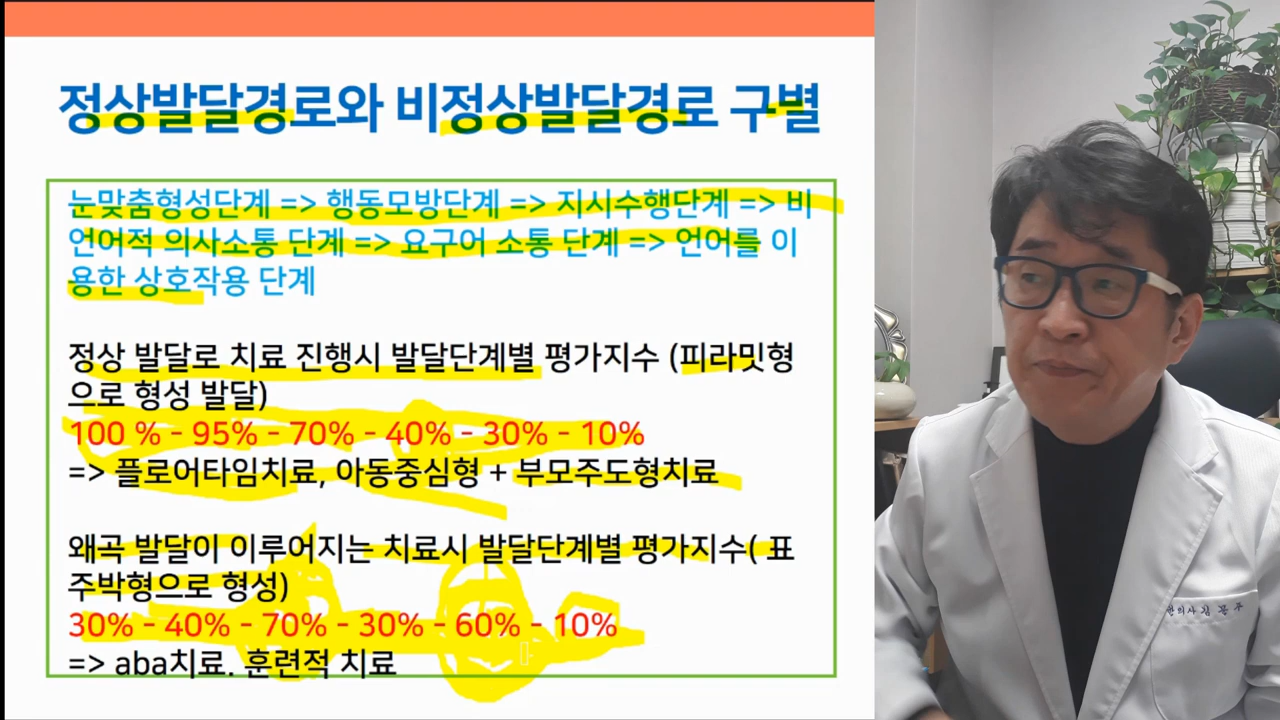 정상발달경로와 비정상발달경로 구별
눈맞춤형성단계 => 행동모방단계 => 지시수행단계 => 비
언어적 의사소통 단계 => 요구어 소통 단계 => 언어를 이
용한 상호작용 단계
정상 발달로 치료 진행시 발달단계별 평가지수 (피라밋형
으로 형성 발달)
100 % - 95% - 70% - 40% - 30% - 10%
=> 플로어타임치료, 아동중심형 + 부모주도형치료
왜곡 발달이 이루어지는 치료시 발달단계별 평가지수( 표
주박형으로 형성)
30% - 40% - 70% - 30% - 60% - 10%
=> aba치료. 훈련적 치료
한의사 김문주